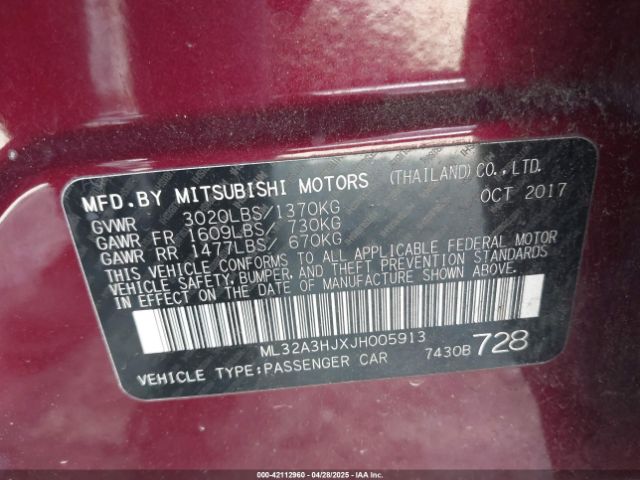 MFD.BY MITSUBISHI MOTORS (THAILAND) CO., LTD.
GVWR 3020LBS/1370KG OCT 2017
GAWR FR 1609LBS/ 730KG
GAWR RR 1477LBS/ 670KG
THIS VEHICLE CONFORMS TO ALL APPLICABLE FEDERAL MOTOR
VEHICLE SAFETY, BUMPER, AND THEFT PREVENTION STANDARDS
IN EFFECT ON THE DATE OF MANUFACTURE SHOWN ABOVE.
ML32A3HJXJH005913
VEHICLE TYPE:PASSENGER CAR 7430B 728
000-42112960 - 04/28/2025 - IAAI.COM